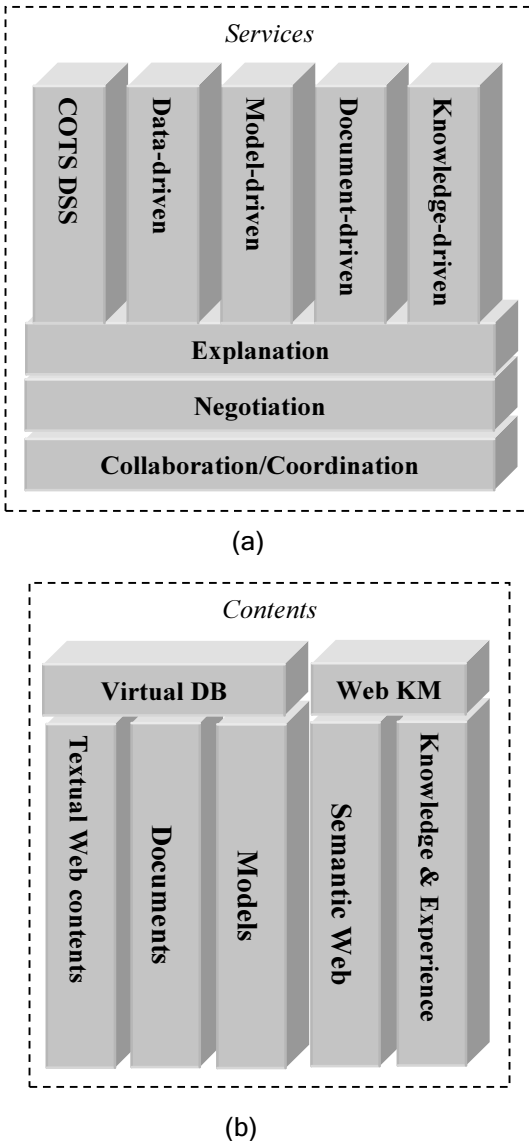 Services
COTS DSS
Data-driven
Model-driven
Document-driven
Knowledge-driven
Explanation
Negotiation
Collaboration/Coordination
(a)
Contents
Virtual DB
Web KM
Textual Web
contents
Documents
Models
Semantic Web
Knowledge & Experience
(b)